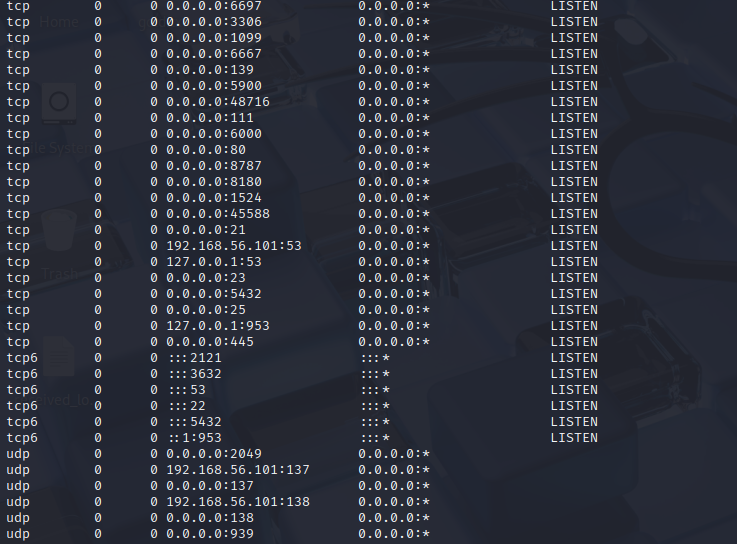 tcp 0 0 0.0.0.0:6697 0.0.0.0:* LISTEN
tcp 0 0 0.0.0.0:3306 0.0.0.0:* LISTEN
tcp 0 0 0.0.0.0:1099 0.0.0.0:* LISTEN
tcp 0 0 0.0.0.0:6667 0.0.0.0:* LISTEN
tcp 0 0 0.0.0.0:139 0.0.0.0:* LISTEN
tcp 0 0 0.0.0.0:5900 0.0.0.0:* LISTEN
tcp 0 0 0.0.0.0:48716 0.0.0.0:* LISTEN
tcp 0 0 0.0.0.0:111 0.0.0.0:* LISTEN
tcp 0 0 0.0.0.0:6000 0.0.0.0:* LISTEN
tcp 0 0 0.0.0.0:80 0.0.0.0:* LISTEN
tcp 0 0 0.0.0.0:8787 0.0.0.0:* LISTEN
tcp 0 0 0.0.0.0:8180 0.0.0.0:* LISTEN
tcp 0 0 0.0.0.0:1524 0.0.0.0:* LISTEN
tcp 0 0 0.0.0.0:45588 0.0.0.0:* LISTEN
tcp 0 0 0.0.0.0:21 0.0.0.0:* LISTEN
tcp 0 0 192.168.56.101:53 0.0.0.0:* LISTEN
tcp 0 0 127.0.0.1:53 0.0.0.0:* LISTEN
tcp 0 0 0.0.0.0:23 0.0.0.0:* LISTEN
tcp 0 0 0.0.0.0:5432 0.0.0.0:* LISTEN
tcp 0 0 0.0.0.0:25 0.0.0.0:* LISTEN
tcp 0 0 127.0.0.1:953 0.0.0.0:* LISTEN
tcp 0 0 0.0.0.0:445 0.0.0.0:* LISTEN
tcp6 0 0 :::2121 :::* LISTEN
tcp6 0 0 :::3632 :::* LISTEN
tcp6 0 0 :::53 :::* LISTEN
tcp6 0 0 :::22 :::* LISTEN
tcp6 0 0 :::5432 :::* LISTEN
tcp6 0 0 ::1:953 :::* LISTEN
udp 0 0 0.0.0.0:2049 0.0.0.0:*
udp 0 0 192.168.56.101:137 0.0.0.0:*
udp 0 0 0.0.0.0:137 0.0.0.0:*
udp 0 0 192.168.56.101:138 0.0.0.0:*
udp 0 0 0.0.0.0:138 0.0.0.0:*
udp 0 0 0.0.0.0:939 0.0.0.0:*
Home
Trash